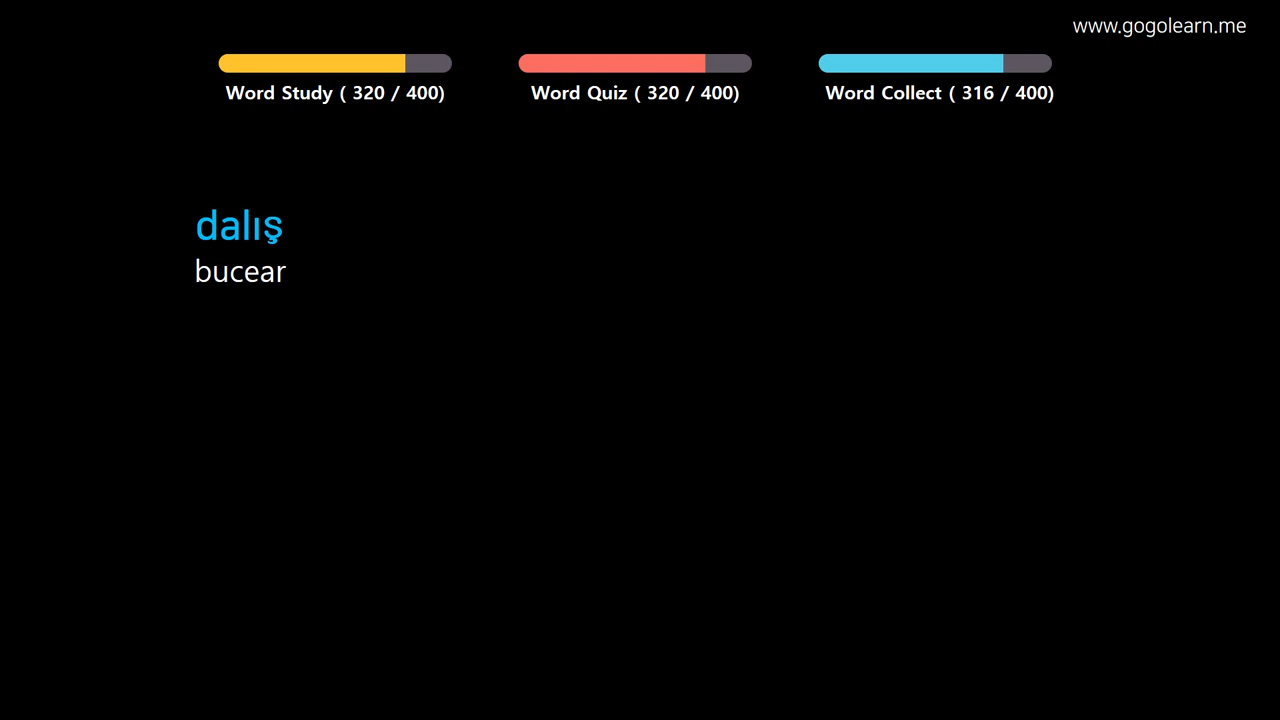 www.gogolearn.me
Word Study ( 320 / 400)
Word Quiz ( 320 / 400)
Word Collect ( 316 / 400)
dalış
bucear